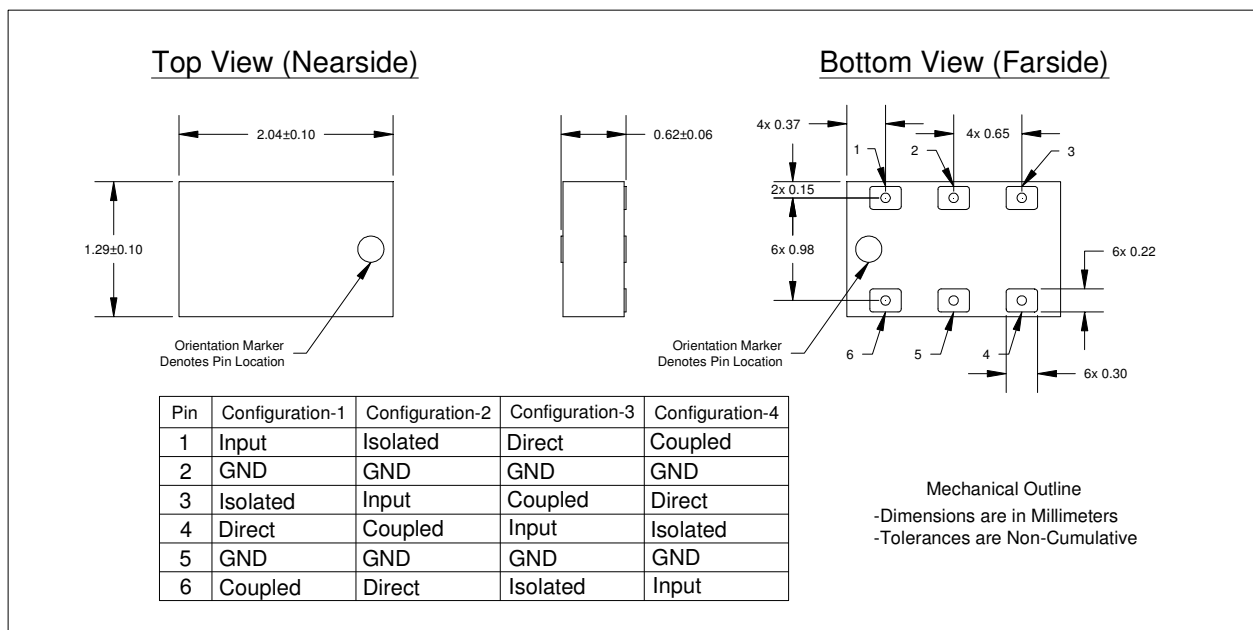 Top View (Nearside)
Bottom View (Farside)
2.04±0.10
0.62±0.06
4x 0.37
4x 0.65
1
2
3
2x 0.15
1.29±0.10
6x 0.98
6x 0.22
Orientation Marker
Denotes Pin Location
Orientation Marker
Denotes Pin Location
6
5
4
6x 0.30
Pin Configuration-1 Configuration-2 Configuration-3 Configuration-4
1 Input Isolated Direct Coupled
2 GND GND GND GND
3 Isolated Input Coupled Direct
4 Direct Coupled Input Isolated
5 GND GND GND GND
6 Coupled Direct Isolated Input
Mechanical Outline
-Dimensions are in Millimeters
-Tolerances are Non-Cumulative